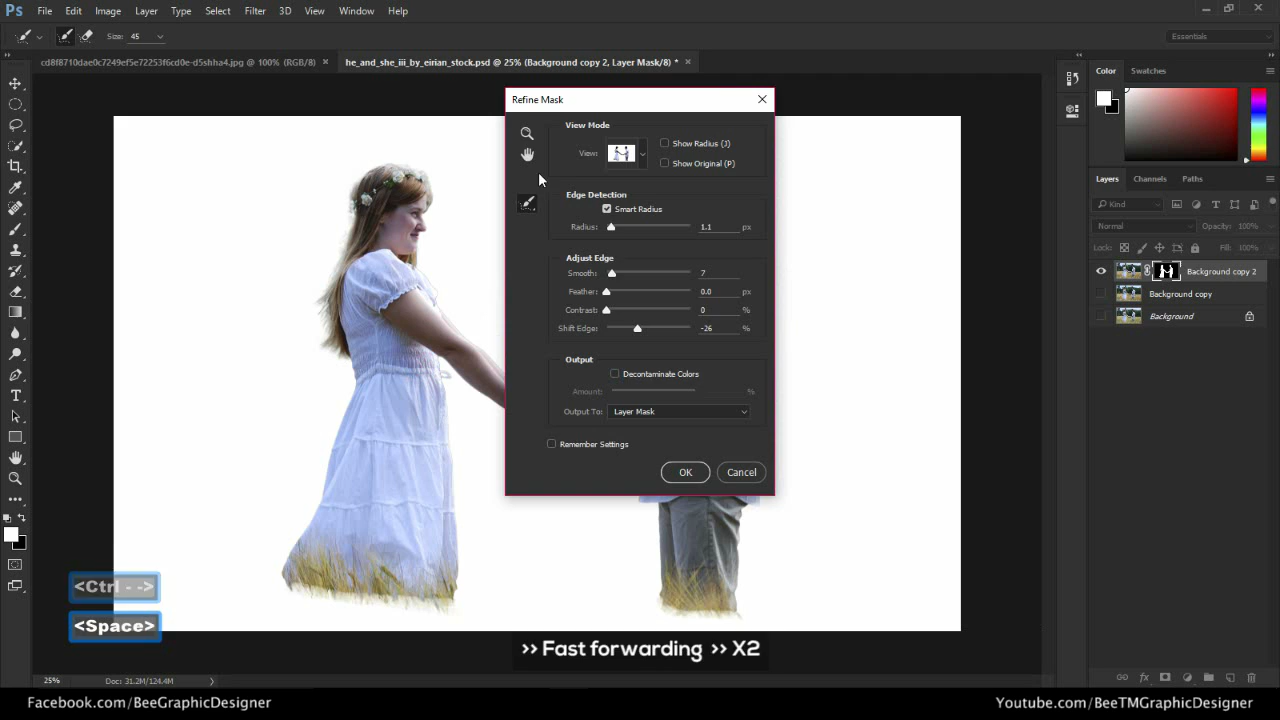 Ps File Edit Image Layer Type Select Filter 3D View Window Help
Size: 45
Essentials
cd8f8710dae0c7249ef5e72253f6cd0e-d5shha4.jpg @ 100% (RGB/8) ×
he_and_she_iii_by_eirian_stock.psd @ 25% (Background copy 2, Layer Mask/8) * ×
Refine Mask
View Mode
View:
Show Radius (J)
Show Original (P)
Edge Detection
Smart Radius
Radius: 1.1 px
Adjust Edge
Smooth: 7
Feather: 0.0 px
Contrast: 0 %
Shift Edge: -26 %
Output
Decontaminate Colors
Amount: %
Output To: Layer Mask
Remember Settings
OK Cancel
Color Swatches
Layers Channels Paths
Kind
Normal Opacity: 100%
Lock: Fill: 100%
Background copy 2
Background copy
Background
<Ctrl - ->
<Space>
>> Fast forwarding >> X2
25% Doc: 31.2M/124.4M
Facebook.com/BeeGraphicDesigner
Youtube.com/BeeTMGraphicDesigner